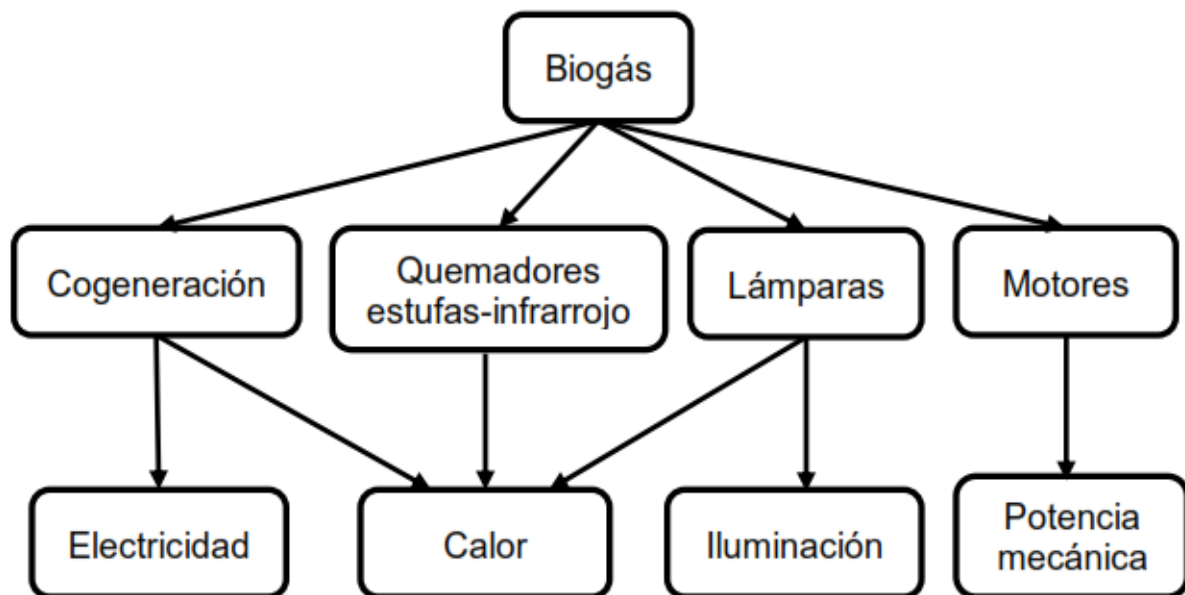 Biogás
Cogeneración
Quemadores
estufas-infrarrojo
Lámparas
Motores
Electricidad
Calor
Iluminación
Potencia
mecánica